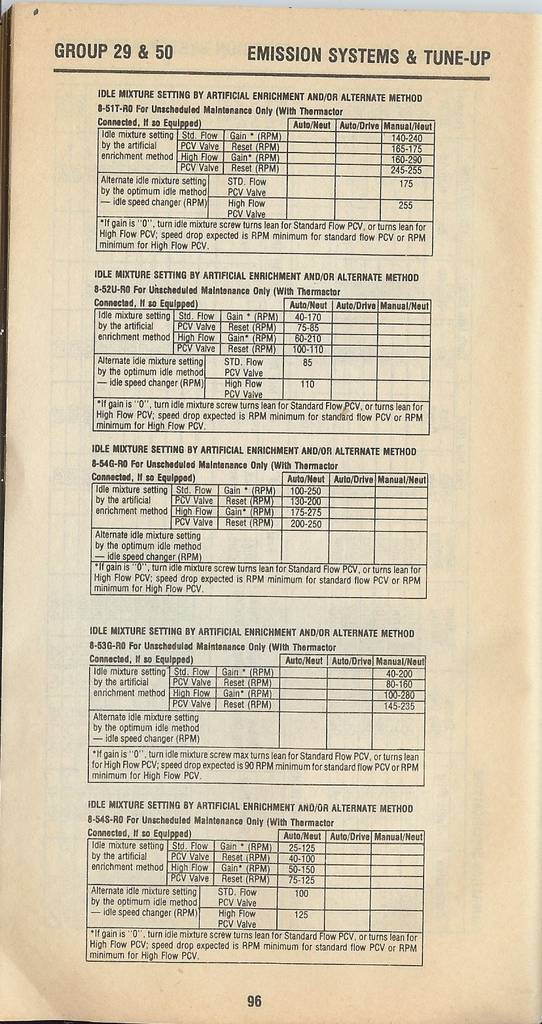 GROUP 29 & 50 EMISSION SYSTEMS & TUNE-UP
IDLE MIXTURE SETTING BY ARTIFICIAL ENRICHMENT AND/OR ALTERNATE METHOD
8-51T-R0 For Unscheduled Maintenance Only (With Thermactor
Connected, If so Equipped) Auto/Neut Auto/Drive Manual/Neut
Idle mixture setting Std. Flow Gain * (RPM) 140-240
by the artificial PCV Valve Reset (RPM) 165-175
enrichment method High Flow Gain* (RPM) 160-290
PCV Valve Reset (RPM) 245-255
Alternate idle mixture setting STD. Flow 175
by the optimum idle method PCV Valve
— idle speed changer (RPM) High Flow 255
PCV Valve
*If gain is "0", turn idle mixture screw turns lean for Standard Flow PCV, or turns lean for
High Flow PCV; speed drop expected is RPM minimum for standard flow PCV or RPM
minimum for High Flow PCV.
IDLE MIXTURE SETTING BY ARTIFICIAL ENRICHMENT AND/OR ALTERNATE METHOD
8-52U-R0 For Unscheduled Maintenance Only (With Thermactor
Connected, If so Equipped) Auto/Neut Auto/Drive Manual/Neut
Idle mixture setting Std. Flow Gain * (RPM) 40-170
by the artificial PCV Valve Reset (RPM) 75-85
enrichment method High Flow Gain* (RPM) 60-210
PCV Valve Reset (RPM) 100-110
Alternate idle mixture setting STD. Flow 85
by the optimum idle method PCV Valve
— idle speed changer (RPM) High Flow 110
PCV Valve
*If gain is "0", turn idle mixture screw turns lean for Standard Flow PCV, or turns lean for
High Flow PCV; speed drop expected is RPM minimum for standard flow PCV or RPM
minimum for High Flow PCV.
IDLE MIXTURE SETTING BY ARTIFICIAL ENRICHMENT AND/OR ALTERNATE METHOD
8-54G-R0 For Unscheduled Maintenance Only (With Thermactor
Connected, If so Equipped) Auto/Neut Auto/Drive Manual/Neut
Idle mixture setting Std. Flow Gain * (RPM) 100-250
by the artificial PCV Valve Reset (RPM) 130-200
enrichment method High Flow Gain* (RPM) 175-275
PCV Valve Reset (RPM) 200-250
Alternate idle mixture setting
by the optimum idle method
— idle speed changer (RPM)
*If gain is "0", turn idle mixture screw turns lean for Standard Flow PCV, or turns lean for
High Flow PCV; speed drop expected is RPM minimum for standard flow PCV or RPM
minimum for High Flow PCV.
IDLE MIXTURE SETTING BY ARTIFICIAL ENRICHMENT AND/OR ALTERNATE METHOD
8-53G-R0 For Unscheduled Maintenance Only (With Thermactor
Connected, If so Equipped) Auto/Neut Auto/Drive Manual/Neut
Idle mixture setting Std. Flow Gain * (RPM) 40-200
by the artificial PCV Valve Reset (RPM) 80-160
enrichment method High Flow Gain* (RPM) 100-280
PCV Valve Reset (RPM) 145-235
Alternate idle mixture setting
by the optimum idle method
— idle speed changer (RPM)
*If gain is "0", turn idle mixture screw max turns lean for Standard Flow PCV, or turns lean
for High Flow PCV; speed drop expected is 90 RPM minimum for standard flow PCV or RPM
minimum for High Flow PCV.
IDLE MIXTURE SETTING BY ARTIFICIAL ENRICHMENT AND/OR ALTERNATE METHOD
8-54S-R0 For Unscheduled Maintenance Only (With Thermactor
Connected, If so Equipped) Auto/Neut Auto/Drive Manual/Neut
Idle mixture setting Std. Flow Gain * (RPM) 25-125
by the artificial PCV Valve Reset (RPM) 40-100
enrichment method High Flow Gain* (RPM) 50-150
PCV Valve Reset (RPM) 75-125
Alternate idle mixture setting STD. Flow 100
by the optimum idle method PCV Valve
— idle speed changer (RPM) High Flow 125
PCV Valve
*If gain is "0", turn idle mixture screw turns lean for Standard Flow PCV, or turns lean for
High Flow PCV; speed drop expected is RPM minimum for standard flow PCV or RPM
minimum for High Flow PCV.
96